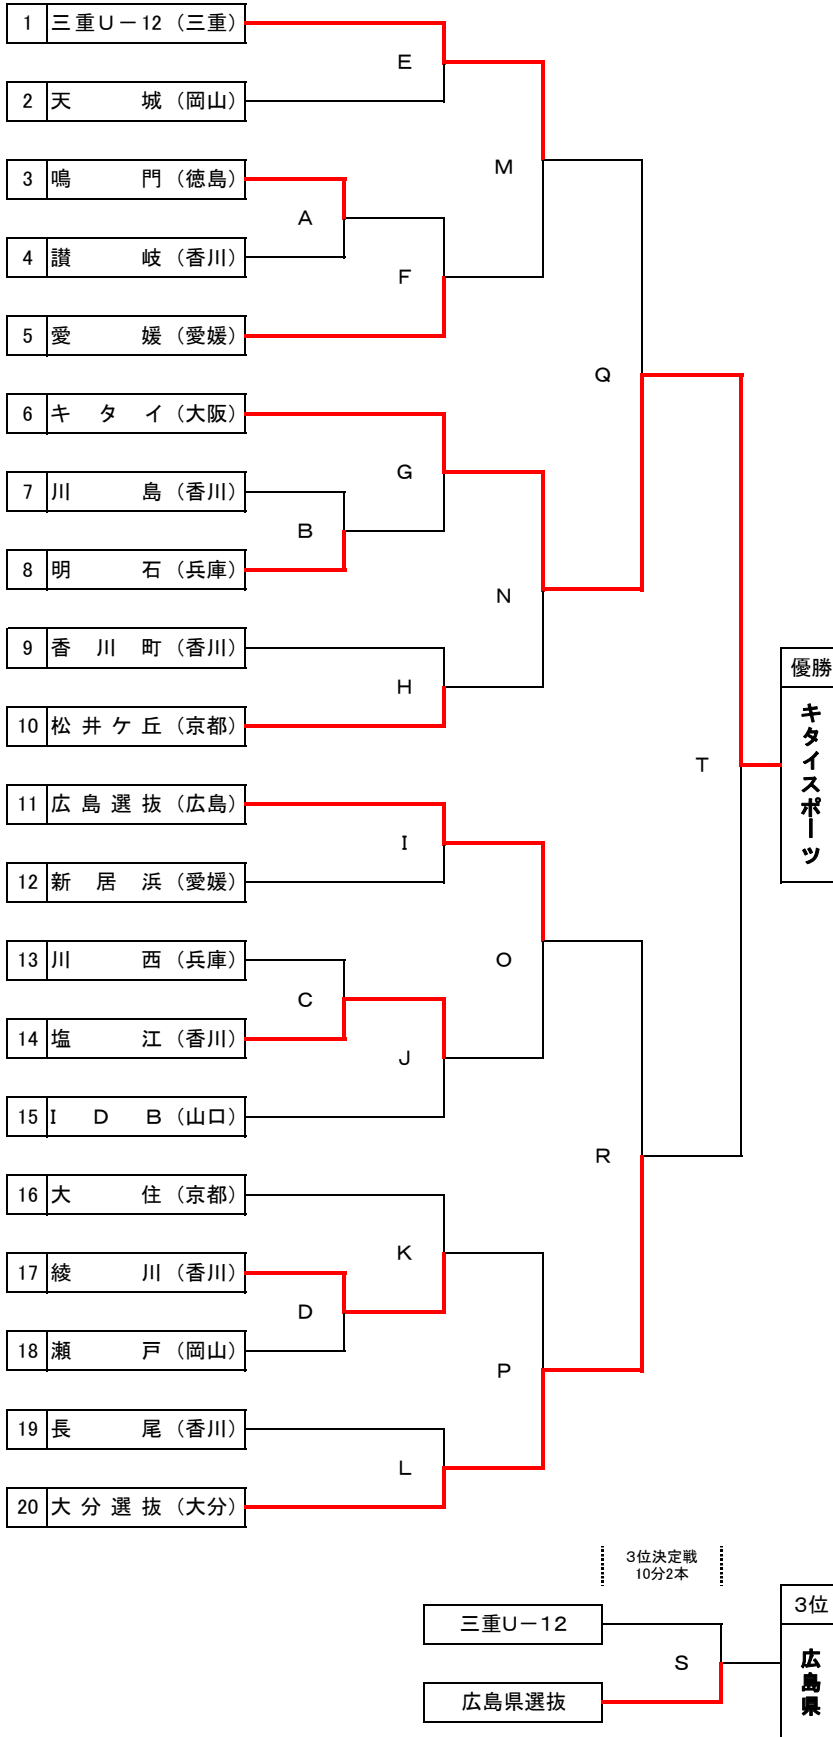 1 三重U－12（三重）
E
2 天城（岡山）
M
3 鳴門（徳島）
A
4 讃岐（香川）
F
5 愛媛（愛媛）
Q
6 キタイ（大阪）
G
7 川島（香川）
B
8 明石（兵庫）
N
9 香川町（香川）
H
10 松井ケ丘（京都）
優勝
キタイスポーツ
T
11 広島選抜（広島）
I
12 新居浜（愛媛）
13 川西（兵庫）
O
C
14 塩江（香川）
J
15 IDB（山口）
R
16 大住（京都）
K
17 綾川（香川）
D
18 瀬戸（岡山）
P
19 長尾（香川）
L
20 大分選抜（大分）
3位決定戦
10分2本
3位
三重U－12
S
広島県
広島県選抜